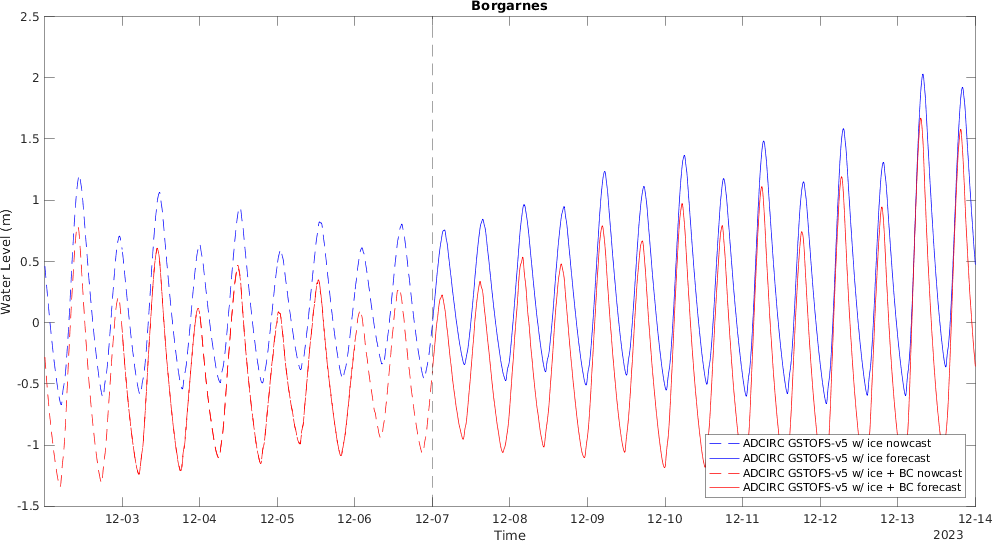 Borgarnes
2.5
2
1.5
1
0.5
0
-0.5
-1
-1.5
Water Level (m)
12-03 12-04 12-05 12-06 12-07 12-08 12-09 12-10 12-11 12-12 12-13 12-14
Time
2023
ADCIRC GSTOFS-v5 w/ ice nowcast
ADCIRC GSTOFS-v5 w/ ice forecast
ADCIRC GSTOFS-v5 w/ ice + BC nowcast
ADCIRC GSTOFS-v5 w/ ice + BC forecast